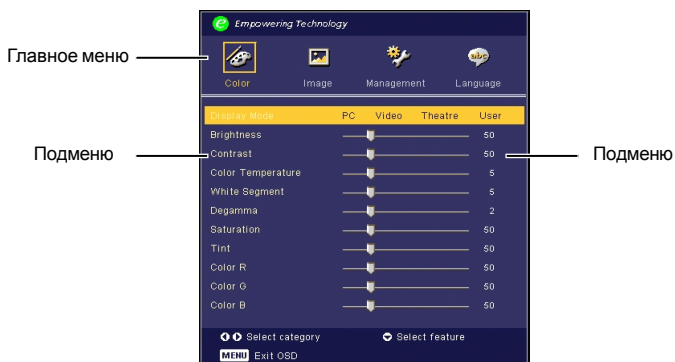 Empowering Technology
Главное меню
abc
Color Image Management Language
Display Mode PC Video Theatre User
Brightness 50
Подменю
Contrast 50
Подменю
Color Temperature 5
White Segment 5
Degamma 2
Saturation 50
Tint 50
Color R 50
Color G 50
Color B 50
Select category Select feature
MENU Exit OSD